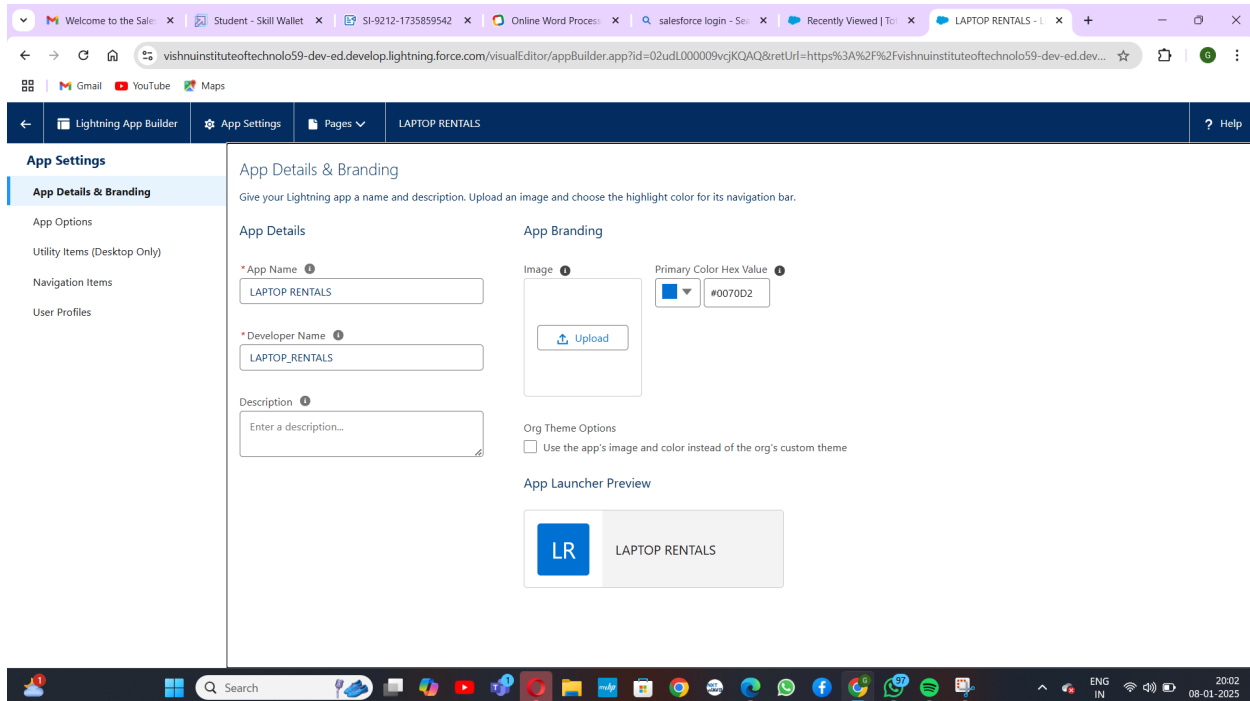 Welcome to the Sale
Student - Skill Wallet
SI-9212-1735859542
Online Word Process
salesforce login - Sea
Recently Viewed | Tot
LAPTOP RENTALS - L
vishnuinstituteoftechnolo59-dev-ed.develop.lightning.force.com/visualEditor/appBuilder.app?id=02udL000009vcjKQAQ&retUrl=https%3A%2F%2Fvishnuinstituteoftechnolo59-dev-ed.dev...
G
Gmail
YouTube
Maps
Lightning App Builder
App Settings
Pages
LAPTOP RENTALS
? Help
App Settings
App Details & Branding
App Options
Utility Items (Desktop Only)
Navigation Items
User Profiles
App Details & Branding
Give your Lightning app a name and description. Upload an image and choose the highlight color for its navigation bar.
App Details
* App Name
LAPTOP RENTALS
* Developer Name
LAPTOP_RENTALS
Description
Enter a description...
App Branding
Image
Upload
Primary Color Hex Value
#0070D2
Org Theme Options
Use the app's image and color instead of the org's custom theme
App Launcher Preview
LR
LAPTOP RENTALS
1
Search
1
97
G
ENG
IN
20:02
08-01-2025